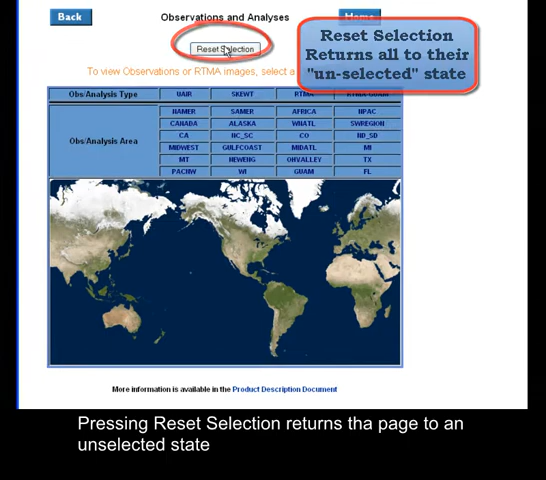 Back
Observations and Analyses
Home
Reset Selection
Reset Selection
Returns all to their
"un-selected" state
To view Observations or RTMA images, select a
Obs/Analysis Type UAIR SKEWT RTMA
Obs/Analysis Area
NAMER SAMER AFRICA NPAC
CANADA ALASKA WNATL SWREGION
CA NC_SC CO ND_SD
MIDWEST GULFCOAST MIDATL MI
MT NEWENG OHVALLEY TX
PACNW WI GUAM FL
More information is available in the Product Description Document
Pressing Reset Selection returns tha page to an
unselected state